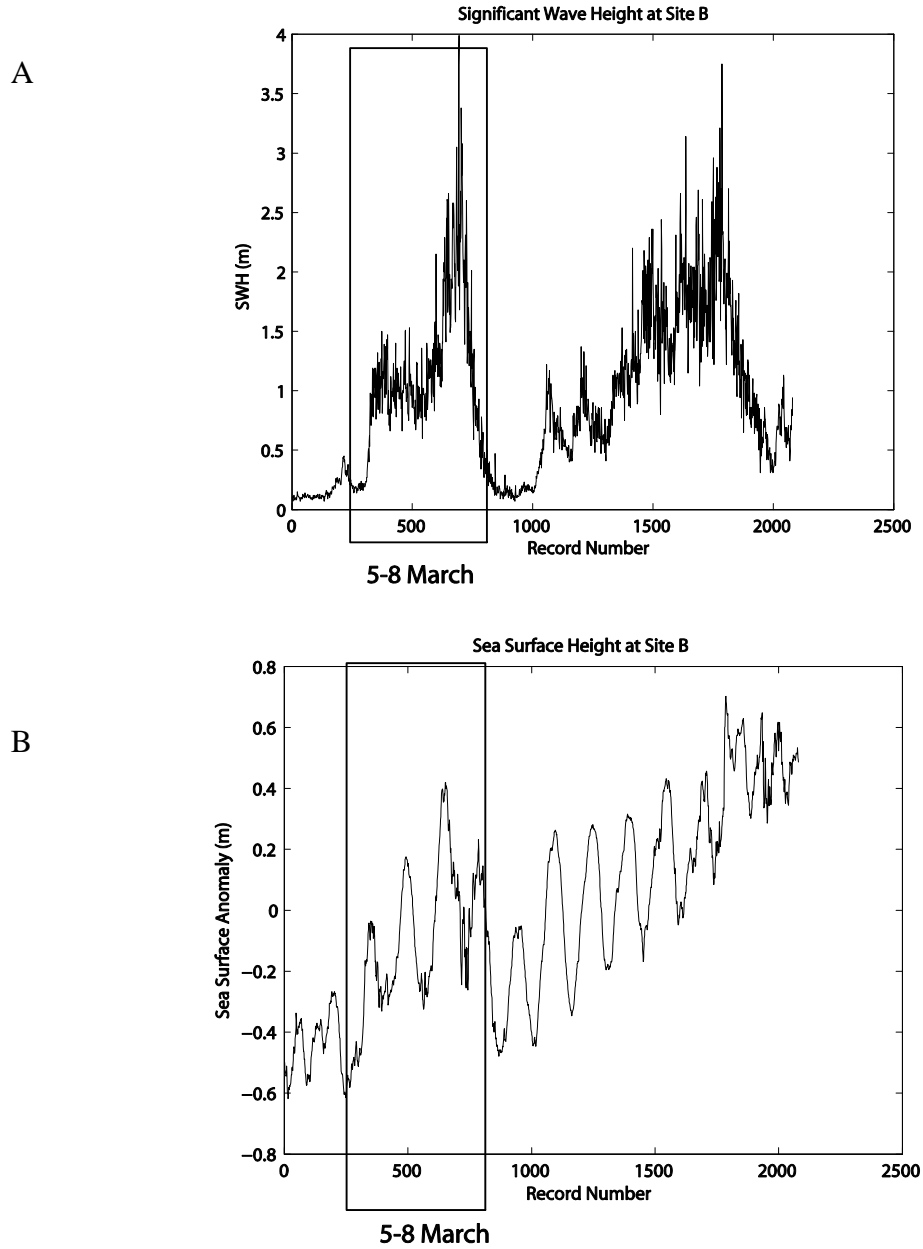 A
Significant Wave Height at Site B
4
3.5
3
2.5
2
1.5
1
0.5
0
SWH (m)
0 500 1000 1500 2000 2500
Record Number
5-8 March
B
Sea Surface Height at Site B
0.8
0.6
0.4
0.2
0
−0.2
−0.4
−0.6
−0.8
Sea Surface Anomaly (m)
0 500 1000 1500 2000 2500
Record Number
5-8 March